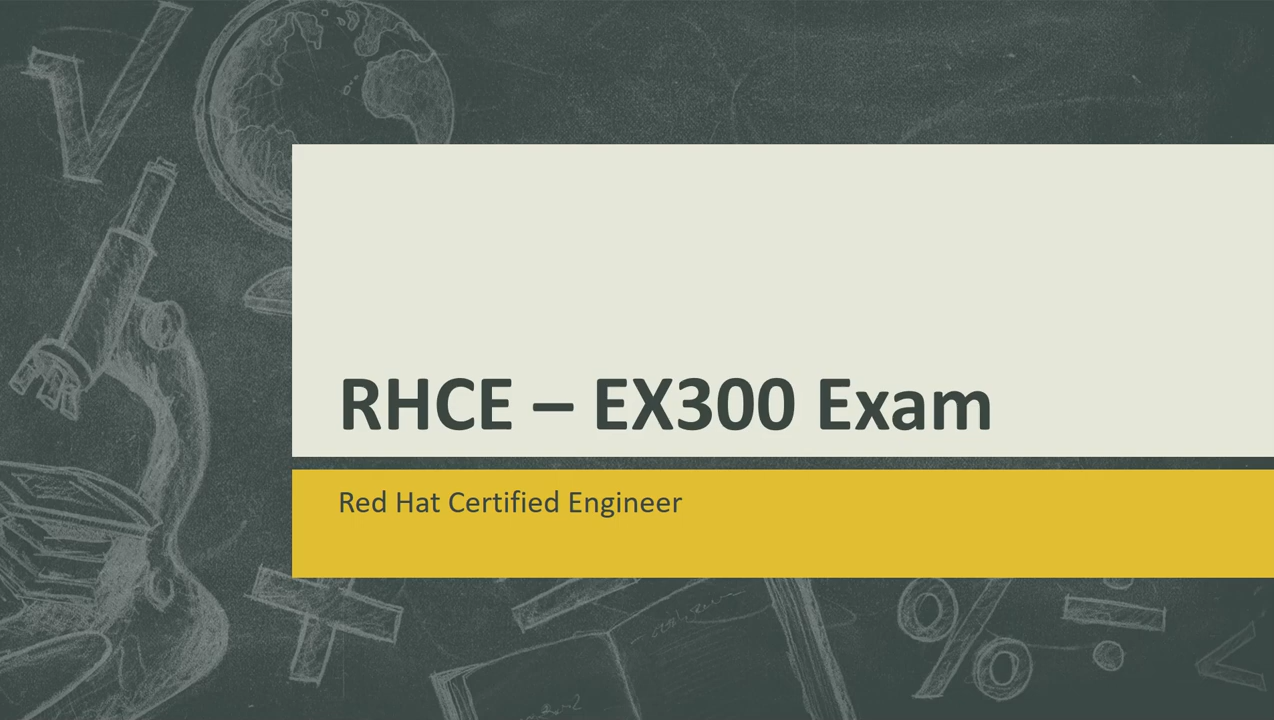 RHCE – EX300 Exam
Red Hat Certified Engineer